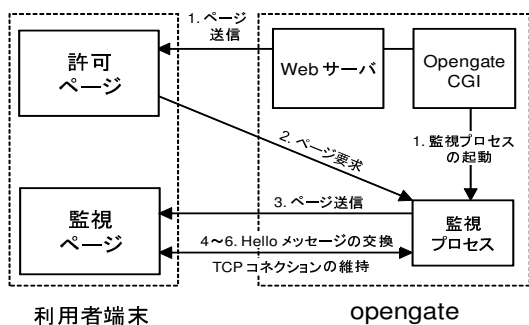 1. ページ
送信
許可
ページ
Web サーバ
Opengate
CGI
2. ページ要求
1. 監視プロセス
の起動
3. ページ送信
監視
ページ
4～6. Hello メッセージの交換
TCP コネクションの維持
監視
プロセス
利用者端末
opengate